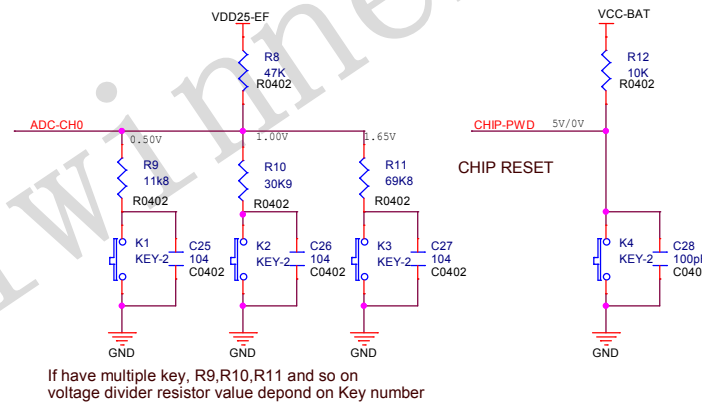 VDD25-EF
VCC-BAT
R8
47K
R0402
R12
10K
R0402
ADC-CH0
0.50V
1.00V
1.65V
CHIP-PWD
5V/0V
CHIP RESET
R9
11k8
R0402
R10
30K9
R0402
R11
69K8
R0402
K1
KEY-2
C25
104
C0402
K2
KEY-2
C26
104
C0402
K3
KEY-2
C27
104
C0402
K4
KEY-2
C28
GND
GND
GND
GND
If have multiple key, R9,R10,R11 and so on
voltage divider resistor value depond on Key number